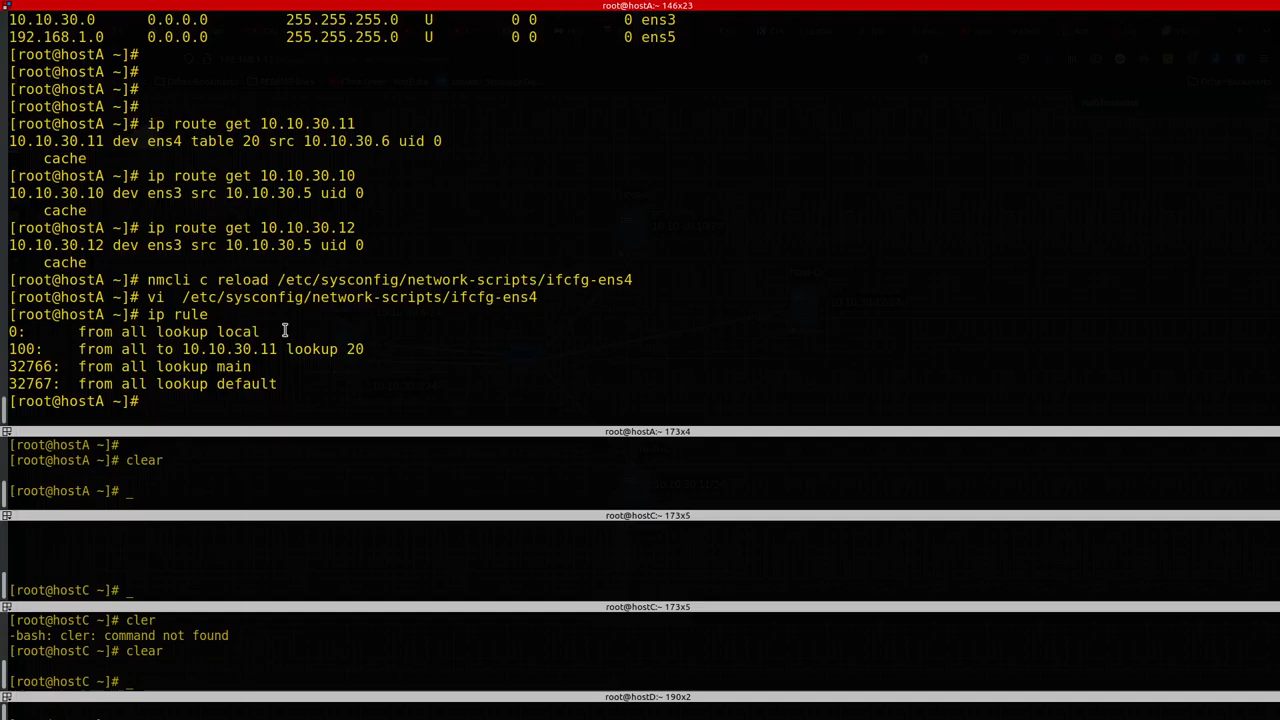 root@hostA:~ 146x23
10.10.30.0      0.0.0.0         255.255.255.0   U         0 0          0 ens3
192.168.1.0     0.0.0.0         255.255.255.0   U         0 0          0 ens5
[root@hostA ~]#
[root@hostA ~]#
[root@hostA ~]#
[root@hostA ~]#
[root@hostA ~]# ip route get 10.10.30.11
10.10.30.11 dev ens4 table 20 src 10.10.30.6 uid 0
    cache
[root@hostA ~]# ip route get 10.10.30.10
10.10.30.10 dev ens3 src 10.10.30.5 uid 0
    cache
[root@hostA ~]# ip route get 10.10.30.12
10.10.30.12 dev ens3 src 10.10.30.5 uid 0
    cache
[root@hostA ~]# nmcli c reload /etc/sysconfig/network-scripts/ifcfg-ens4
[root@hostA ~]# vi  /etc/sysconfig/network-scripts/ifcfg-ens4
[root@hostA ~]# ip rule
0:      from all lookup local
100:    from all to 10.10.30.11 lookup 20
32766:  from all lookup main
32767:  from all lookup default
[root@hostA ~]#
root@hostA:~ 173x4
[root@hostA ~]#
[root@hostA ~]# clear
[root@hostA ~]# _
root@hostC:~ 173x5
[root@hostC ~]# _
root@hostC:~ 173x5
[root@hostC ~]# cler
-bash: cler: command not found
[root@hostC ~]# clear
[root@hostC ~]# _
root@hostD:~ 190x2